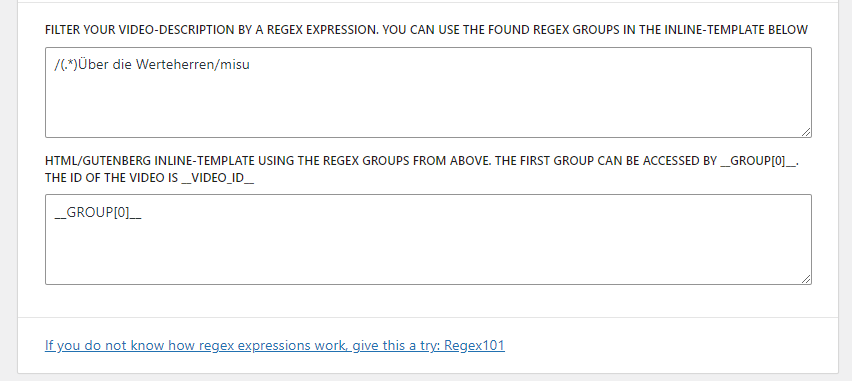 FILTER YOUR VIDEO-DESCRIPTION BY A REGEX EXPRESSION. YOU CAN USE THE FOUND REGEX GROUPS IN THE INLINE-TEMPLATE BELOW
/(.*)Über die Werteherren/misu
HTML/GUTENBERG INLINE-TEMPLATE USING THE REGEX GROUPS FROM ABOVE. THE FIRST GROUP CAN BE ACCESSED BY __GROUP[0]__.
THE ID OF THE VIDEO IS __VIDEO_ID__
__GROUP[0]__
If you do not know how regex expressions work, give this a try: Regex101